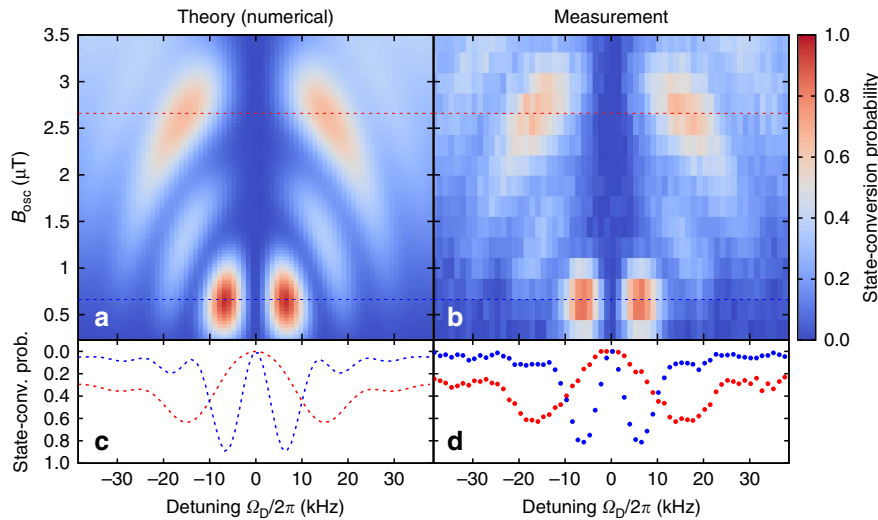 Theory (numerical)
Measurement
3.5
3
2.5
2
1.5
1
0.5
B_osc (μT)
a
b
1.0
0.8
0.6
0.4
0.2
0.0
State-conversion probability
0.0
0.2
0.4
0.6
0.8
1.0
State-conv. prob.
c
d
−30 −20 −10 0 10 20 30
−30 −20 −10 0 10 20 30
Detuning Ω_D/2π (kHz)
Detuning Ω_D/2π (kHz)